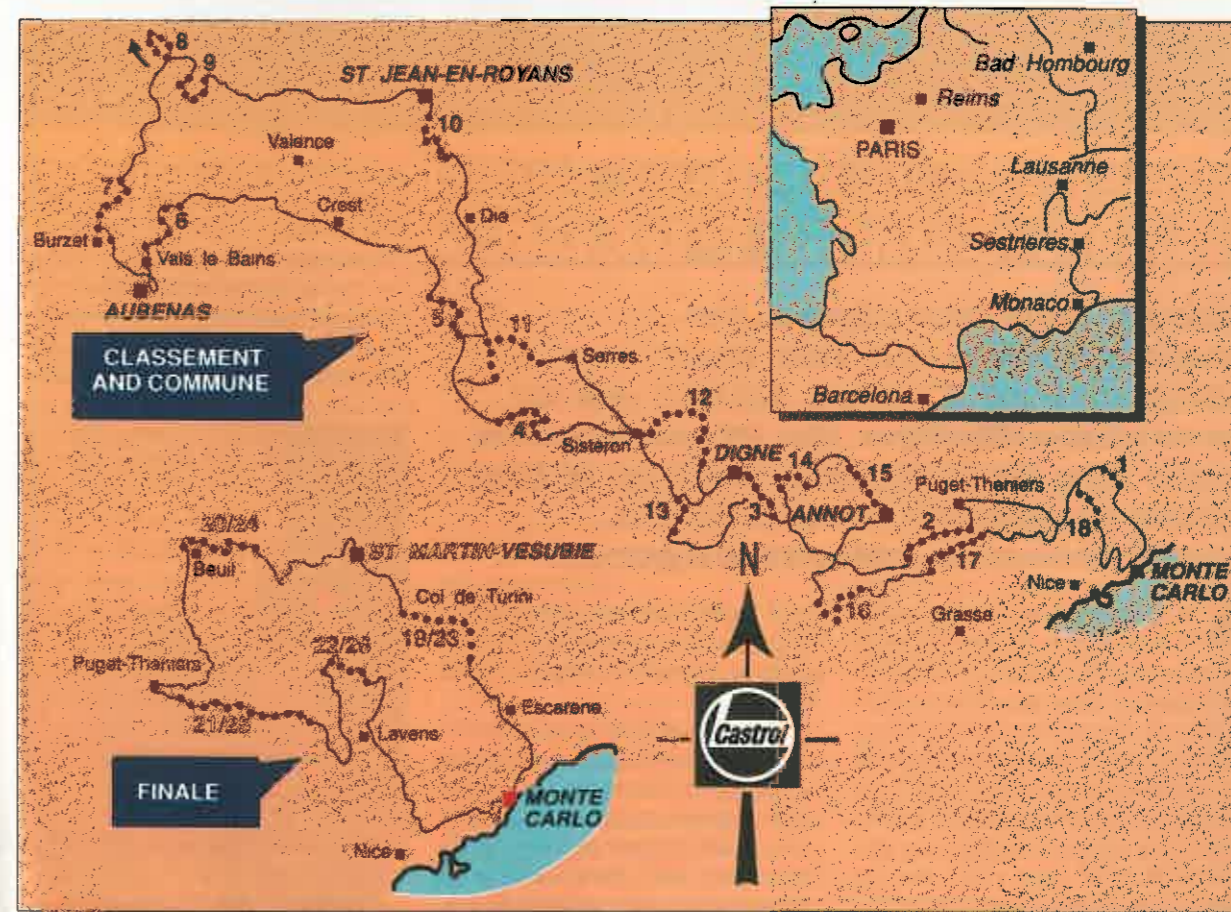 8
9
ST JEAN-EN-ROYANS
10
Valence
7
6
Crest
Die
Burzet
Vals le Bains
AUBENAS
5
11
CLASSEMENT
AND COMMUNE
Serres
12
4
Sisteron
DIGNE
14
15
Puget-Theniers
1
13
3
ANNOT
2
18
17
N
Nice
MONTE
CARLO
16
Grasse
Bad Hombourg
Reims
PARIS
Lausanne
Sestrieres
Monaco
Barcelona
20/24
Beuil
ST MARTIN-VESUBIE
Col de Turini
19/23
Puget-Theniers
21/25
Escarene
Lavens
FINALE
MONTE
CARLO
Nice
Castrol